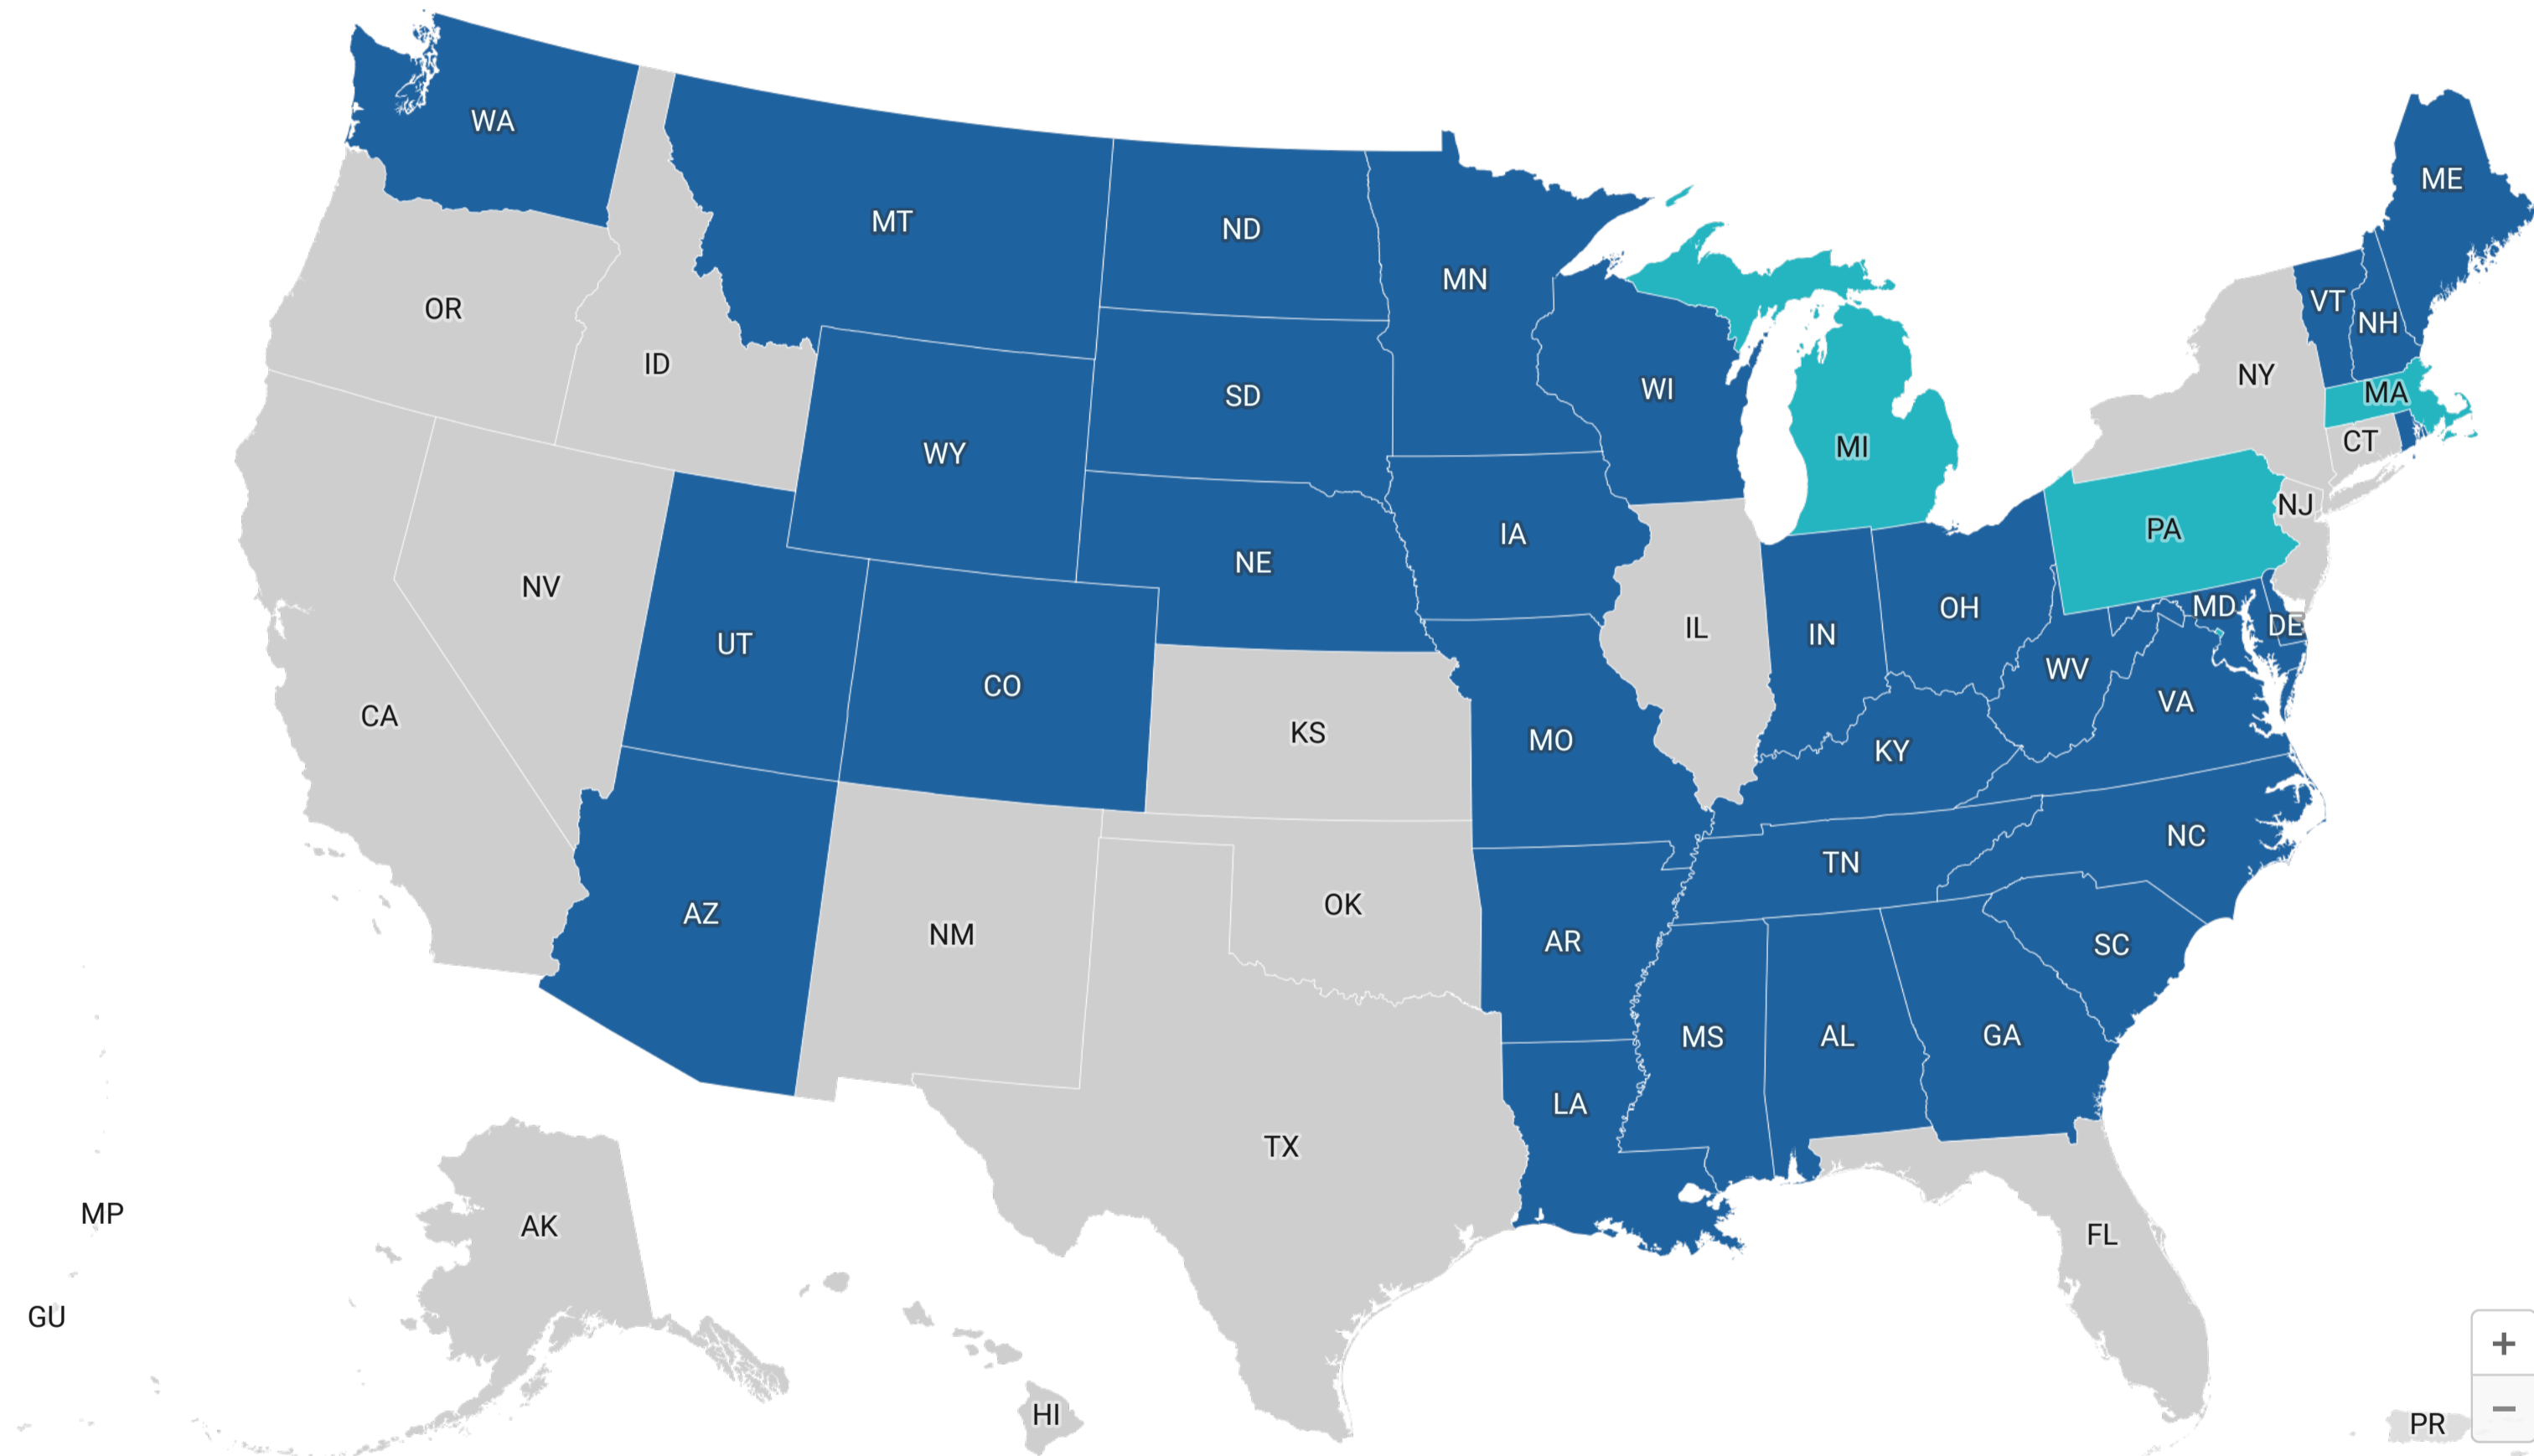 WA
ME
MT
ND
MN
VT
NH
OR
ID
SD
WI
NY
MA
CT
MI
WY
NJ
PA
IA
NE
NV
UT
CO
IL
IN
OH
MD
DE
WV
VA
CA
KS
MO
KY
NC
TN
AZ
NM
OK
AR
SC
MS
AL
GA
LA
TX
MP
AK
FL
GU
HI
PR
+
−